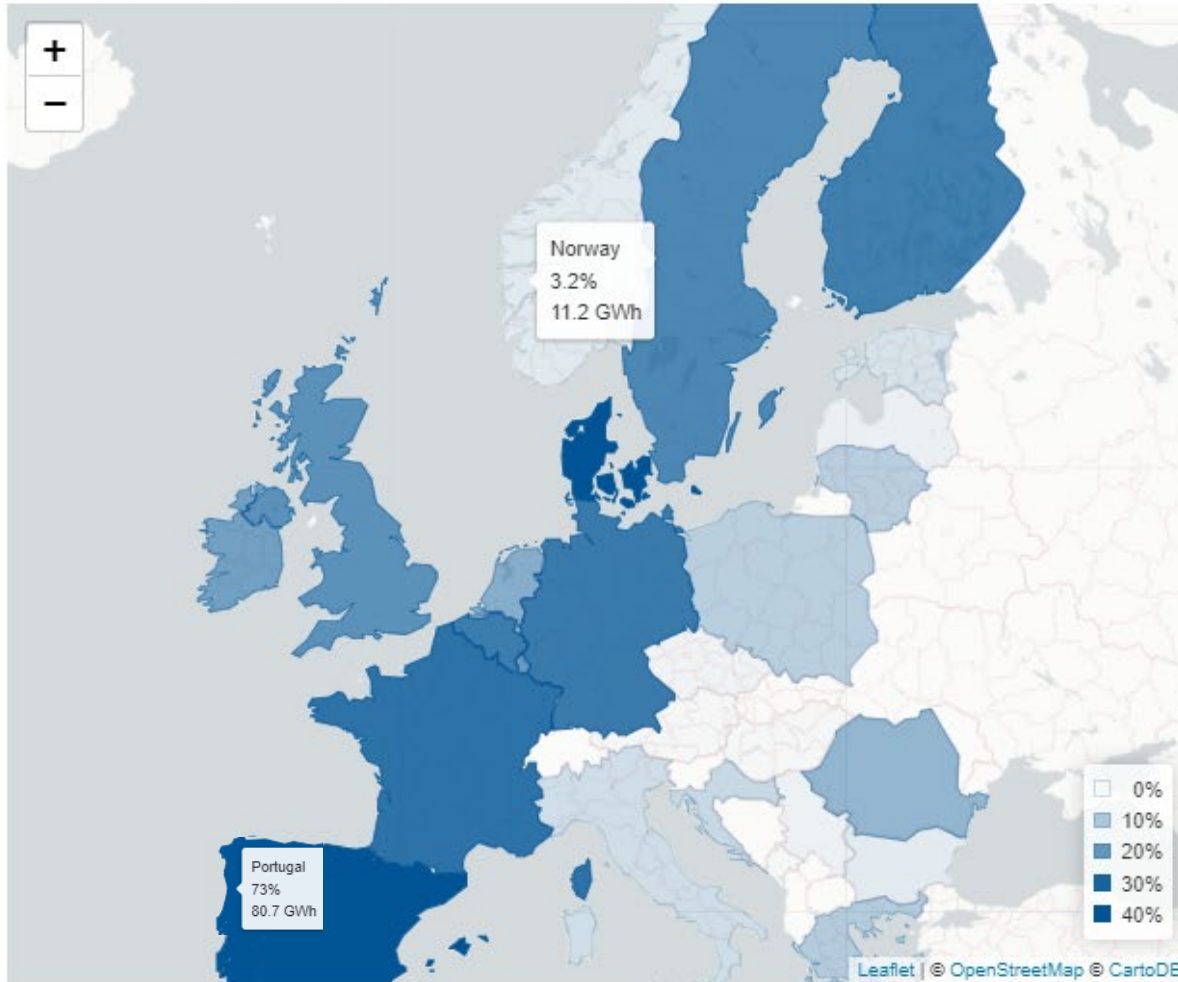 +
−
Norway
3.2%
11.2 GWh
Portugal
73%
80.7 GWh
0%
10%
20%
30%
40%
Leaflet | © OpenStreetMap © CartoDB